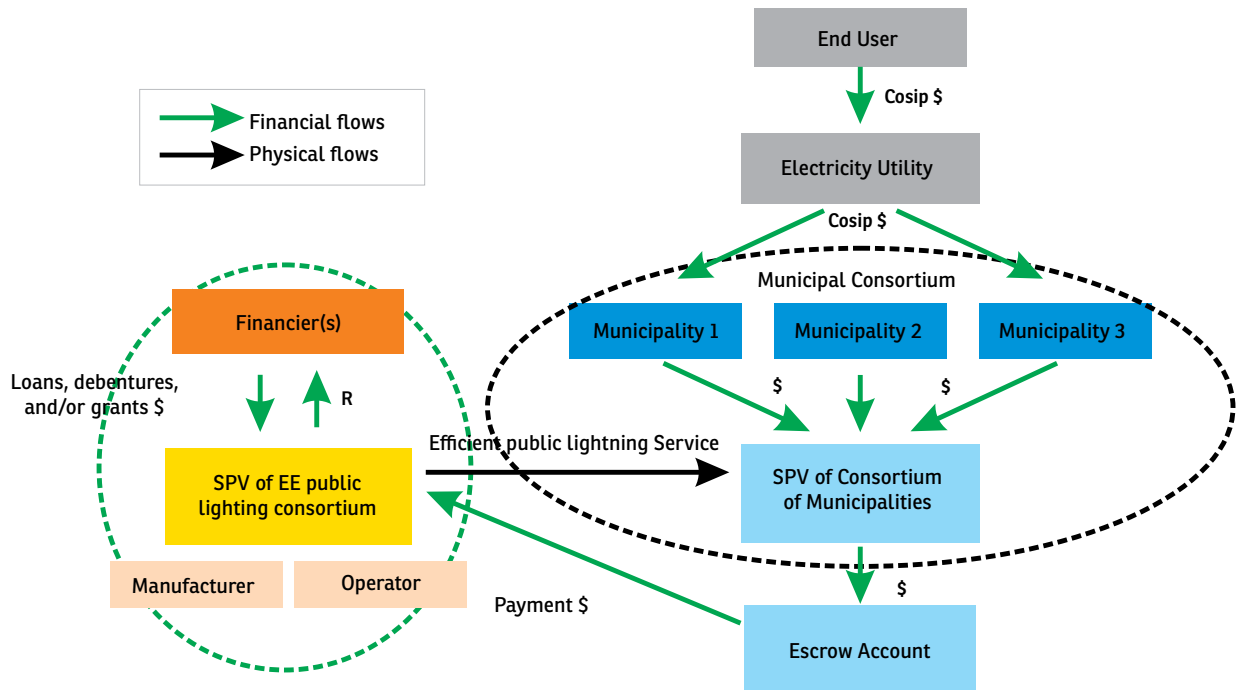 End User
Cosip $
Financial flows
Physical flows
Electricity Utility
Cosip $
Municipal Consortium
Financier(s)
Municipality 1
Municipality 2
Municipality 3
Loans, debentures,
and/or grants $
R
$
$
Efficient public lightning Service
SPV of EE public
lighting consortium
SPV of Consortium
of Municipalities
Manufacturer
Operator
Payment $
$
Escrow Account